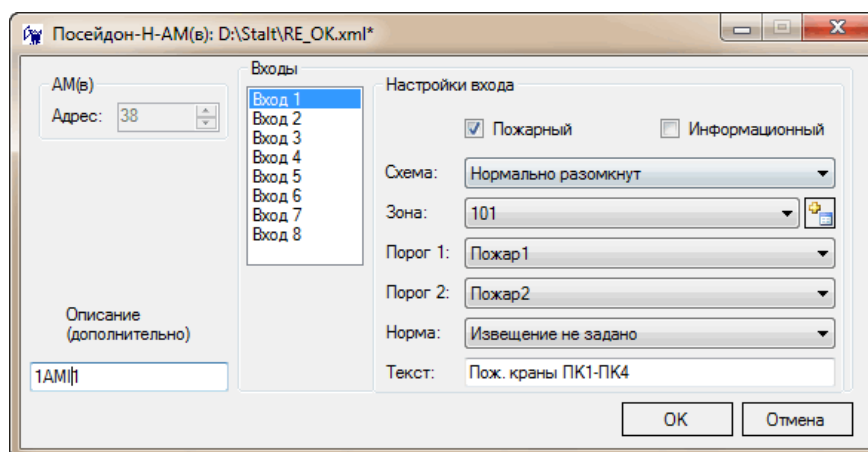 Посейдон-Н-АМ(в): D:\Stalt\RE_OK.xml*
АМ(в)
Адрес: 38
Входы
Вход 1
Вход 2
Вход 3
Вход 4
Вход 5
Вход 6
Вход 7
Вход 8
Настройки входа
Пожарный Информационный
Схема: Нормально разомкнут
Зона: 101
Порог 1: Пожар1
Порог 2: Пожар2
Норма: Извещение не задано
Текст: Пож. краны ПК1-ПК4
Описание
(дополнительно)
1АМ1
OK Отмена